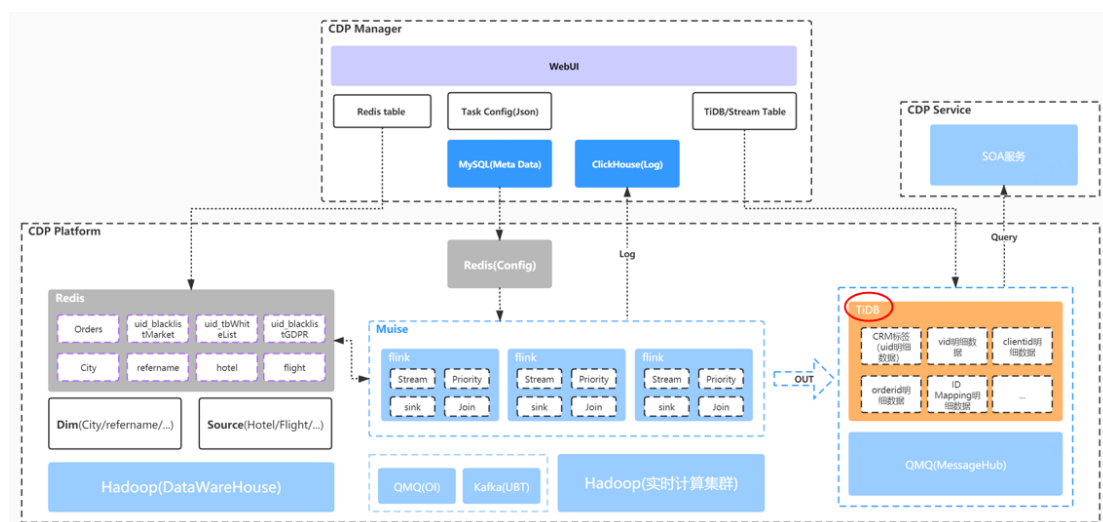 CDP Manager
WebUI
Redis table
Task Config(Json)
TiDB/Stream Table
MySQL(Meta Data)
ClickHouse(Log)
CDP Service
SOA服务
CDP Platform
Redis(Config)
Log
Query
Redis
Orders
uid_blacklis
tMarket
uid_tbWhit
eList
uid_blacklis
tGDPR
City
refername
hotel
flight
Dim(City/refername/...)
Source(Hotel/Flight/...)
Hadoop(DataWareHouse)
Muise
flink
Stream
Priority
sink
Join
flink
Stream
Priority
sink
Join
flink
Stream
Priority
sink
Join
QMQ(OI)
Kafka(UBT)
Hadoop(实时计算集群)
OUT
TiDB
CRM标签
（uid明细
数据）
vid明细数
据
clientid明
细数据
orderid明
细数据
ID
Mapping明
细数据
...
QMQ(MessageHub)